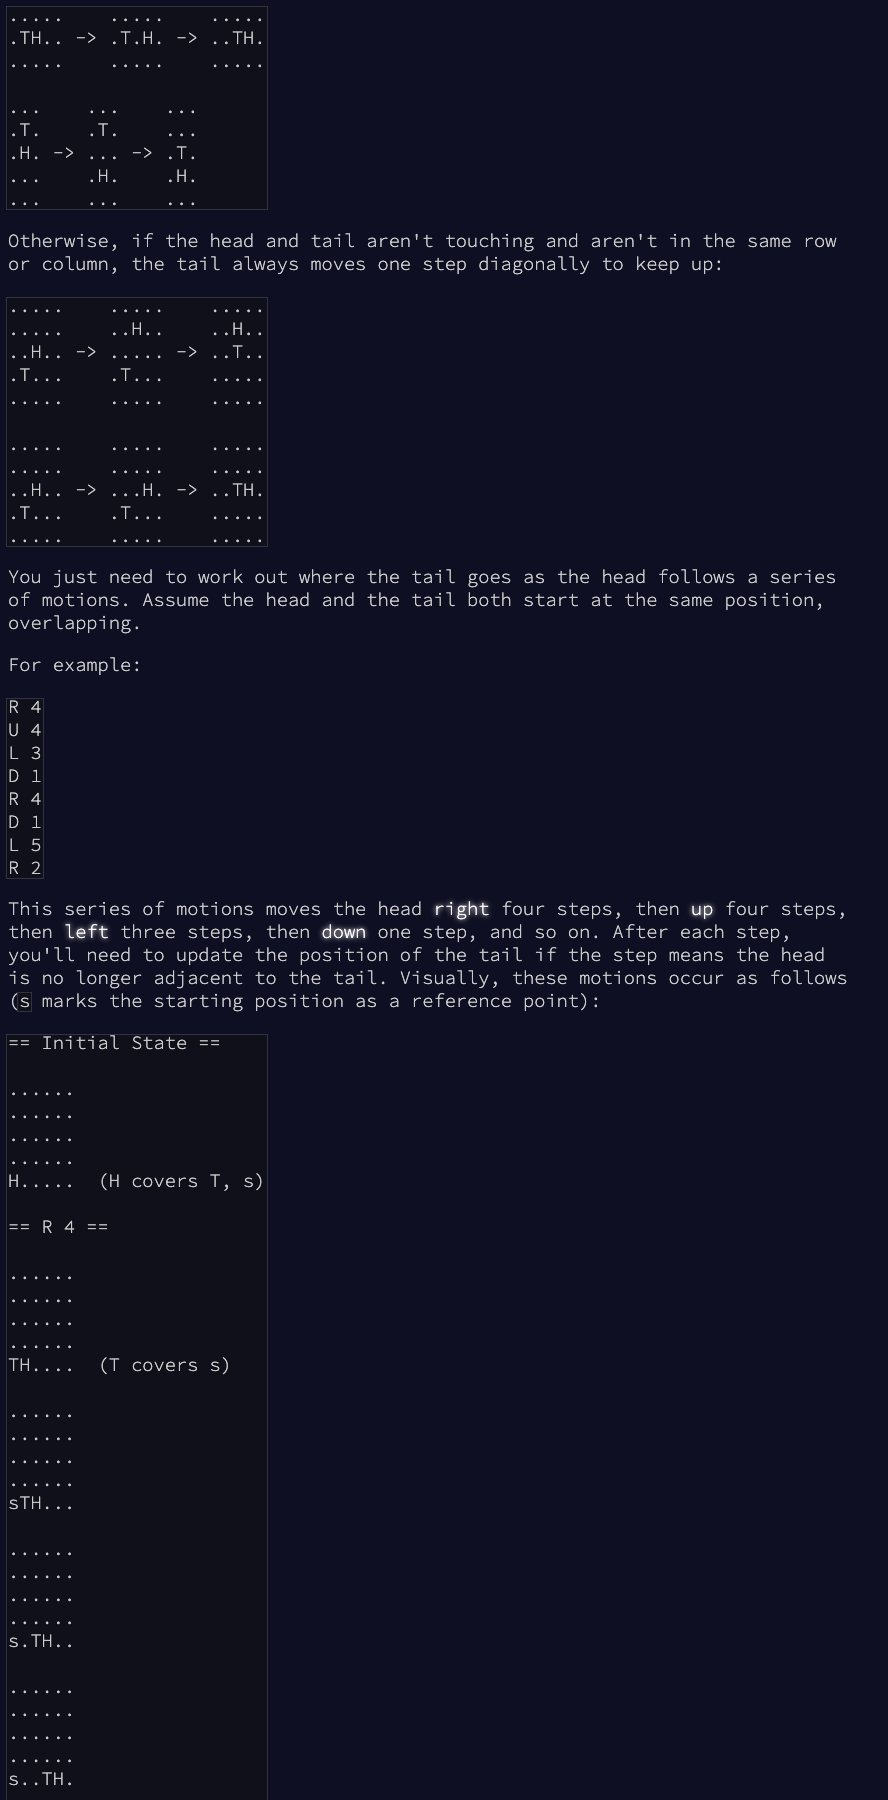 .....    .....    .....
.TH.. -> .T.H. -> ..TH.
.....    .....    .....

...    ...    ...
.T.    .T.    ...
.H. -> ... -> .T.
...    .H.    .H.
...    ...    ...

Otherwise, if the head and tail aren't touching and aren't in the same row
or column, the tail always moves one step diagonally to keep up:

.....    .....    .....
.....    ..H..    ..H..
..H.. -> ..... -> ..T..
.T...    .T...    .....
.....    .....    .....

.....    .....    .....
.....    .....    .....
..H.. -> ...H. -> ..TH.
.T...    .T...    .....
.....    .....    .....

You just need to work out where the tail goes as the head follows a series
of motions. Assume the head and the tail both start at the same position,
overlapping.

For example:

R 4
U 4
L 3
D 1
R 4
D 1
L 5
R 2

This series of motions moves the head right four steps, then up four steps,
then left three steps, then down one step, and so on. After each step,
you'll need to update the position of the tail if the step means the head
is no longer adjacent to the tail. Visually, these motions occur as follows
(s marks the starting position as a reference point):

== Initial State ==

......
......
......
......
H.....  (H covers T, s)

== R 4 ==

......
......
......
......
TH....  (T covers s)

......
......
......
......
sTH...

......
......
......
......
s.TH..

......
......
......
......
s..TH.